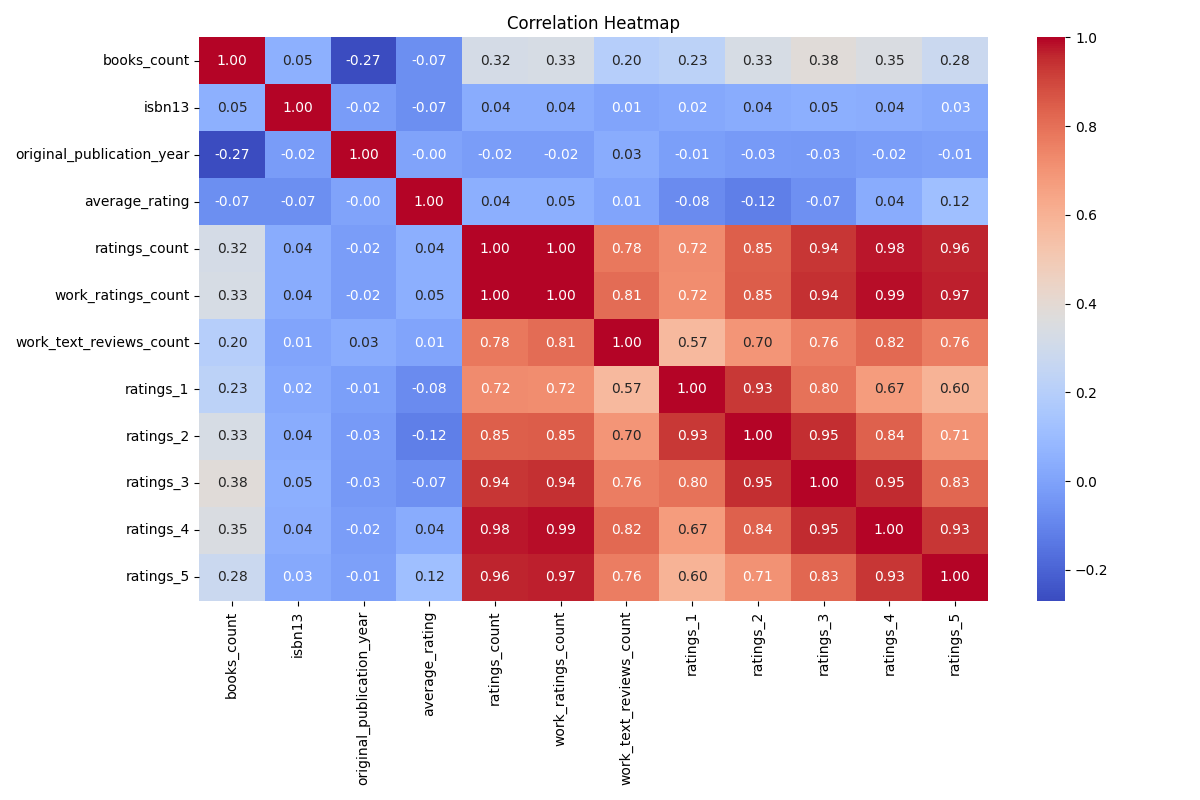 Correlation Heatmap
books_count 1.00 0.05 -0.27 -0.07 0.32 0.33 0.20 0.23 0.33 0.38 0.35 0.28
isbn13 0.05 1.00 -0.02 -0.07 0.04 0.04 0.01 0.02 0.04 0.05 0.04 0.03
original_publication_year -0.27 -0.02 1.00 -0.00 -0.02 -0.02 0.03 -0.01 -0.03 -0.03 -0.02 -0.01
average_rating -0.07 -0.07 -0.00 1.00 0.04 0.05 0.01 -0.08 -0.12 -0.07 0.04 0.12
ratings_count 0.32 0.04 -0.02 0.04 1.00 1.00 0.78 0.72 0.85 0.94 0.98 0.96
work_ratings_count 0.33 0.04 -0.02 0.05 1.00 1.00 0.81 0.72 0.85 0.94 0.99 0.97
work_text_reviews_count 0.20 0.01 0.03 0.01 0.78 0.81 1.00 0.57 0.70 0.76 0.82 0.76
ratings_1 0.23 0.02 -0.01 -0.08 0.72 0.72 0.57 1.00 0.93 0.80 0.67 0.60
ratings_2 0.33 0.04 -0.03 -0.12 0.85 0.85 0.70 0.93 1.00 0.95 0.84 0.71
ratings_3 0.38 0.05 -0.03 -0.07 0.94 0.94 0.76 0.80 0.95 1.00 0.95 0.83
ratings_4 0.35 0.04 -0.02 0.04 0.98 0.99 0.82 0.67 0.84 0.95 1.00 0.93
ratings_5 0.28 0.03 -0.01 0.12 0.96 0.97 0.76 0.60 0.71 0.83 0.93 1.00
books_count
isbn13
original_publication_year
average_rating
ratings_count
work_ratings_count
work_text_reviews_count
ratings_1
ratings_2
ratings_3
ratings_4
ratings_5
1.0
0.8
0.6
0.4
0.2
0.0
−0.2